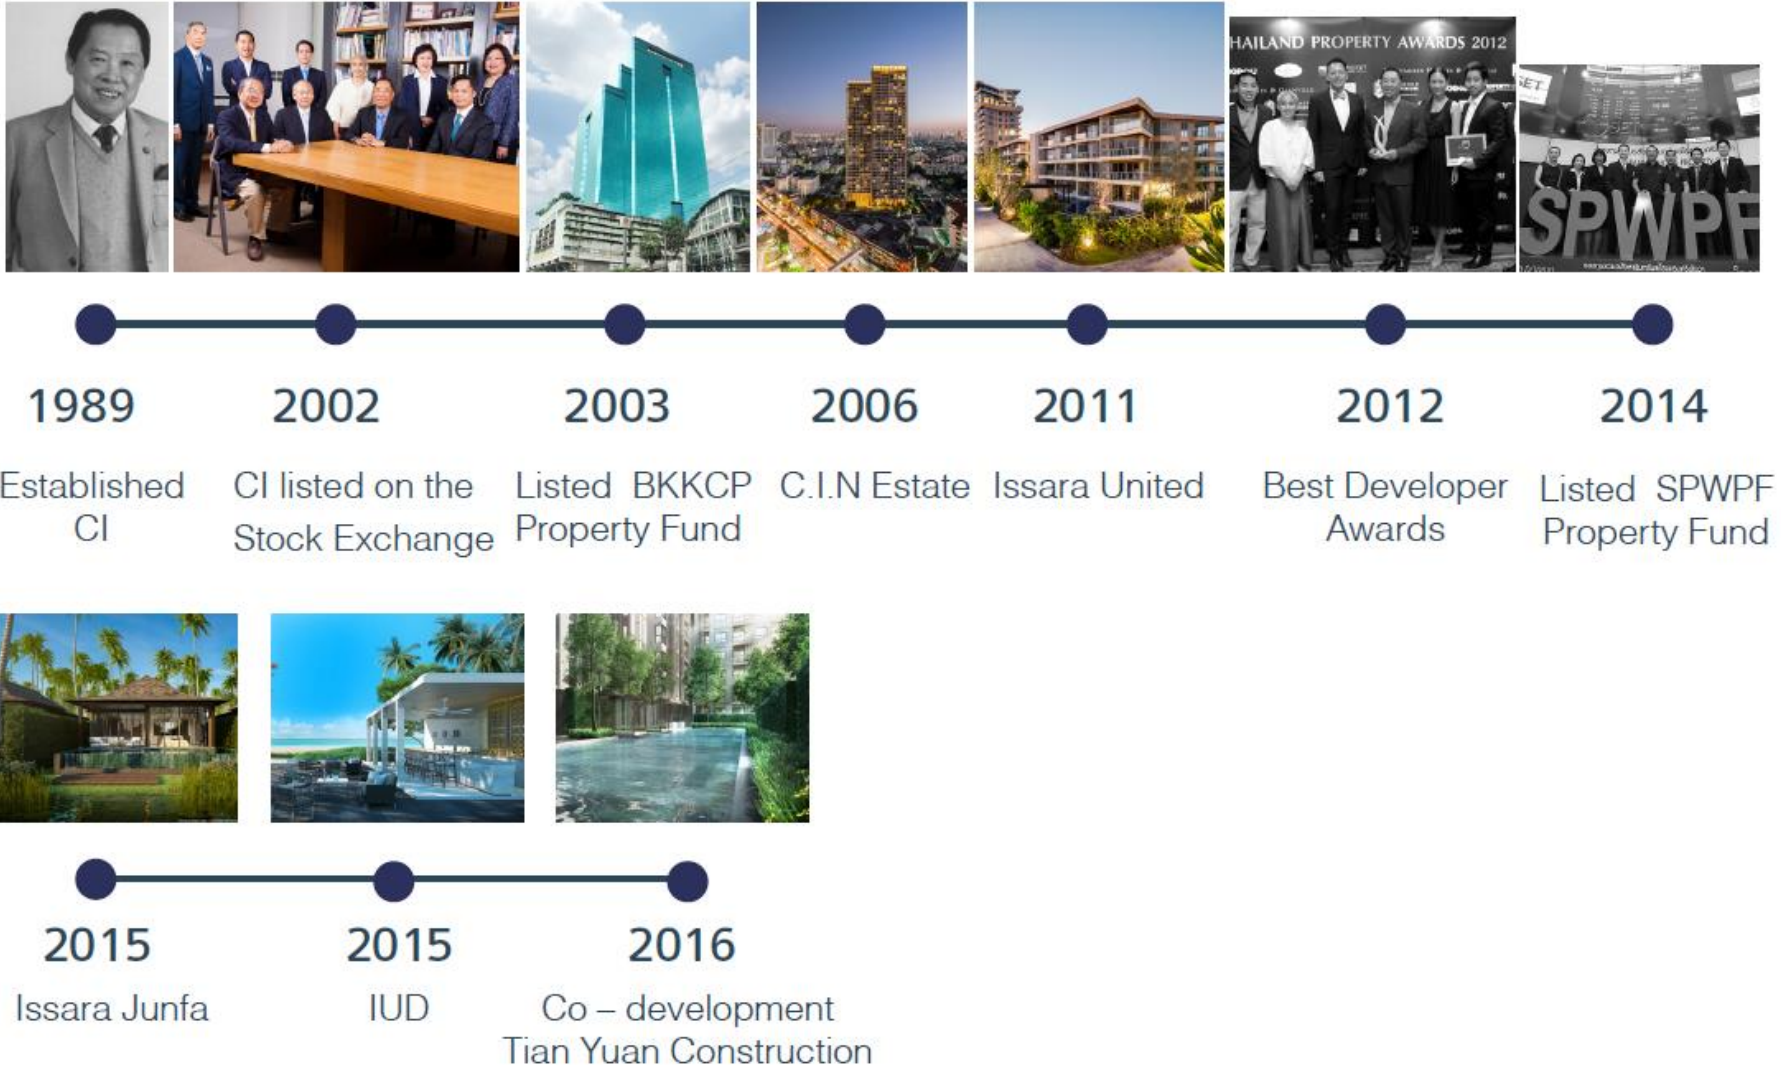 HAILAND PROPERTY AWARDS 2012
SET
SPWPF
1989
2002
2003
2006
2011
2012
2014
Established
CI
CI listed on the
Stock Exchange
Listed BKKCP
Property Fund
C.I.N Estate
Issara United
Best Developer
Awards
Listed SPWPF
Property Fund
2015
2015
2016
Issara Junfa
IUD
Co – development
Tian Yuan Construction